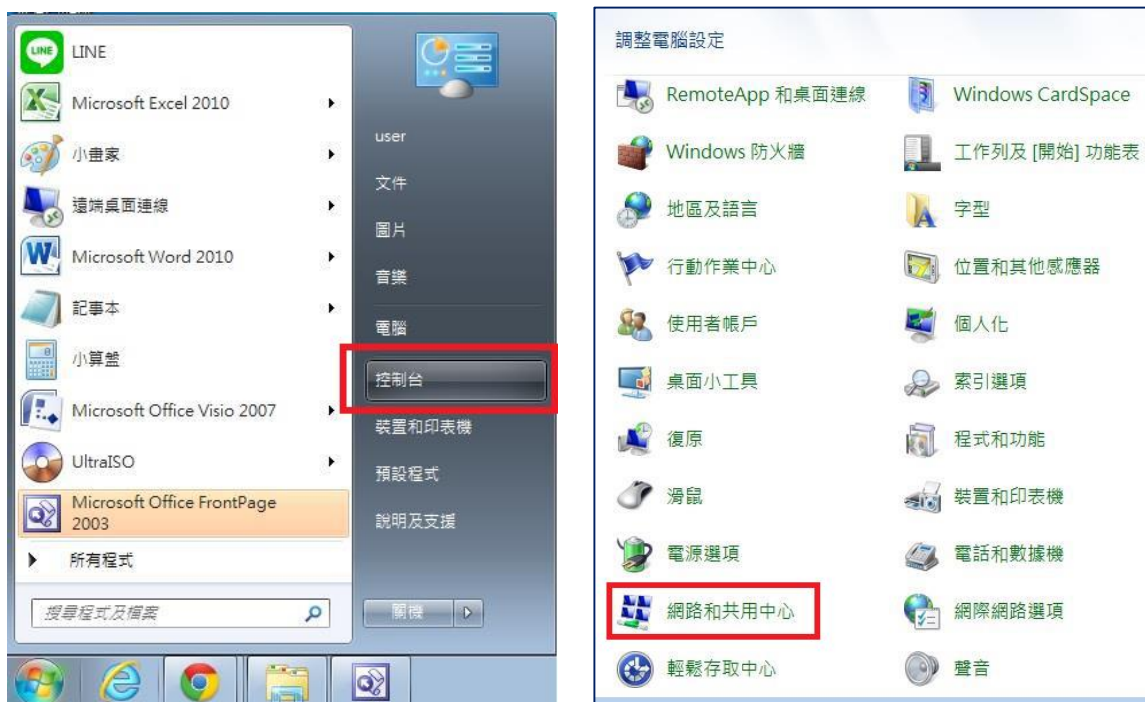 LINE
LINE
Microsoft Excel 2010
小畫家
遠端桌面連線
Microsoft Word 2010
記事本
小算盤
Microsoft Office Visio 2007
UltraISO
Microsoft Office FrontPage
2003
所有程式
搜尋程式及檔案
user
文件
圖片
音樂
電腦
控制台
裝置和印表機
預設程式
說明及支援
關機
調整電腦設定
RemoteApp 和桌面連線
Windows CardSpace
Windows 防火牆
工作列及 [開始] 功能表
地區及語言
字型
行動作業中心
位置和其他感應器
使用者帳戶
個人化
桌面小工具
索引選項
復原
程式和功能
滑鼠
裝置和印表機
電源選項
電話和數據機
網路和共用中心
網際網路選項
輕鬆存取中心
聲音